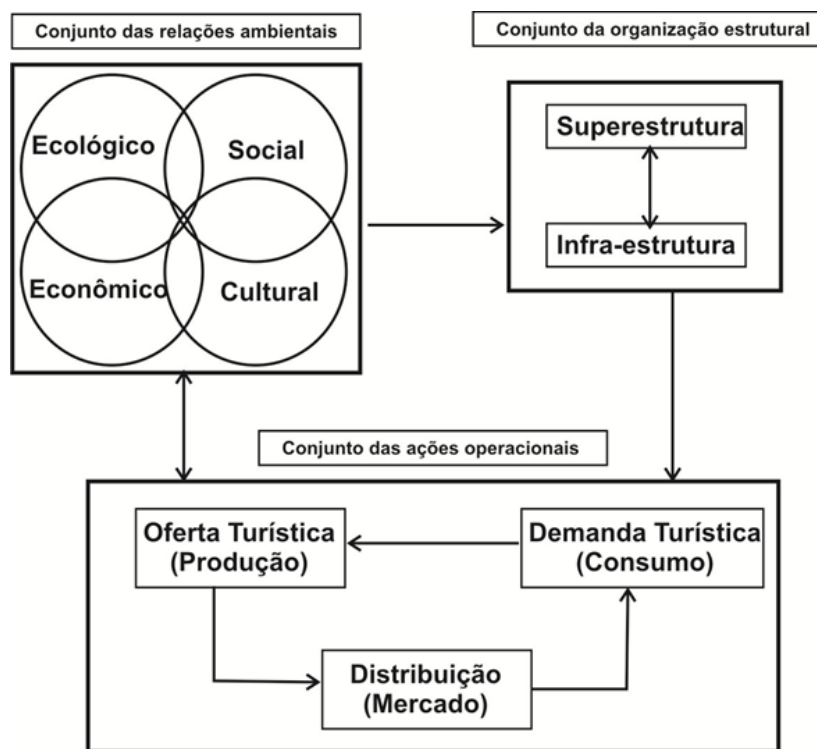 Conjunto das relações ambientais
Ecológico
Social
Econômico
Cultural
Conjunto da organização estrutural
Superestrutura
Infra-estrutura
Conjunto das ações operacionais
Oferta Turística
(Produção)
Demanda Turística
(Consumo)
Distribuição
(Mercado)